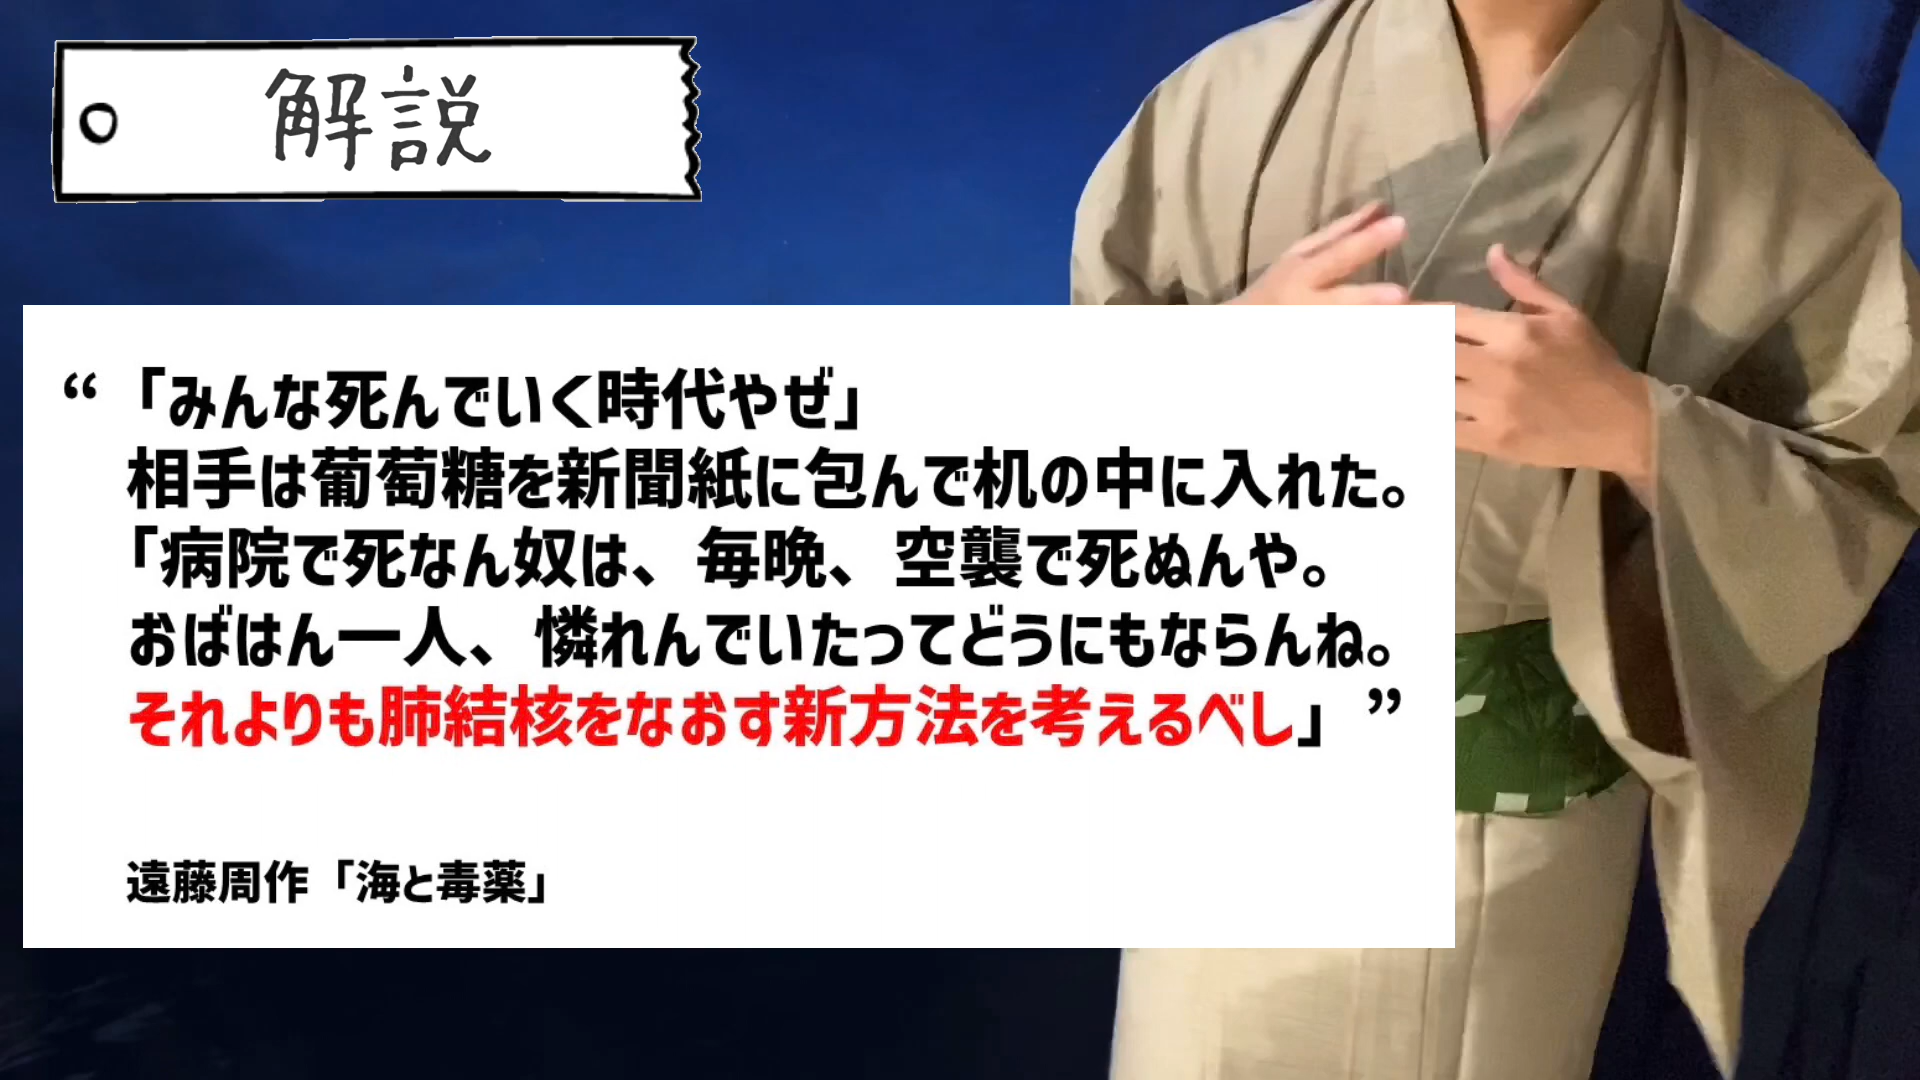 解説
“「みんな死んでいく時代やぜ」
相手は葡萄糖を新聞紙に包んで机の中に入れた。
「病院で死なん奴は、毎晩、空襲で死ぬんや。
おばはん一人、憐れんでいたってどうにもならんね。
それよりも肺結核をなおす新方法を考えるべし」”
遠藤周作「海と毒薬」